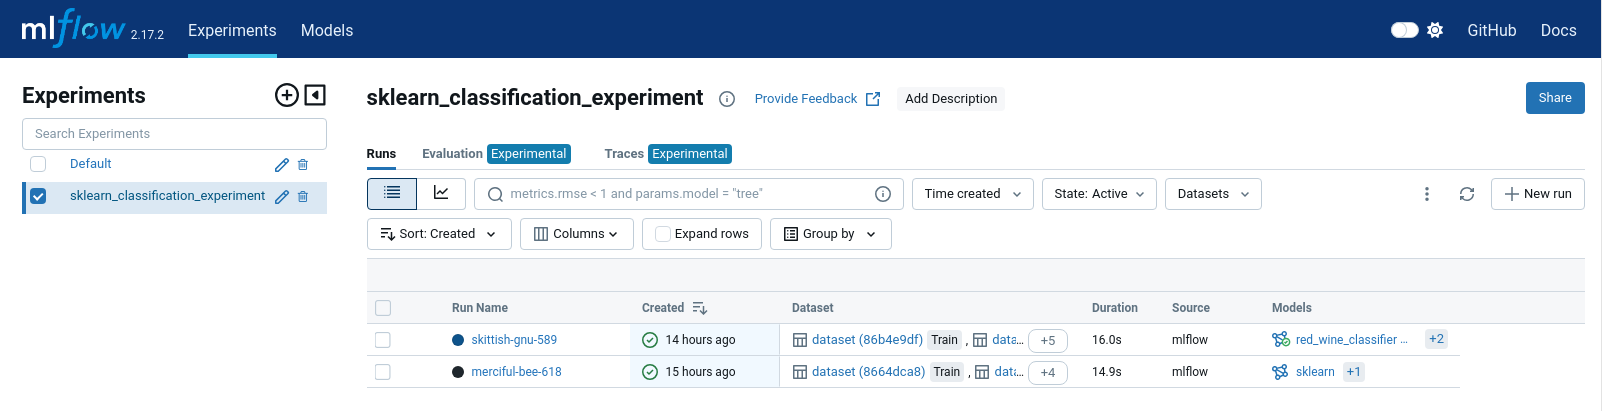 mlflow 2.17.2 Experiments Models GitHub Docs
Experiments
Search Experiments
Default
sklearn_classification_experiment
sklearn_classification_experiment Provide Feedback Add Description Share
Runs Evaluation Experimental Traces Experimental
metrics.rmse < 1 and params.model = "tree" Time created State: Active Datasets New run
Sort: Created Columns Expand rows Group by
Run Name Created Dataset Duration Source Models
skittish-gnu-589 14 hours ago dataset (86b4e9df) Train , data... +5 16.0s mlflow red_wine_classifier ... +2
merciful-bee-618 15 hours ago dataset (8664dca8) Train , data... +4 14.9s mlflow sklearn +1